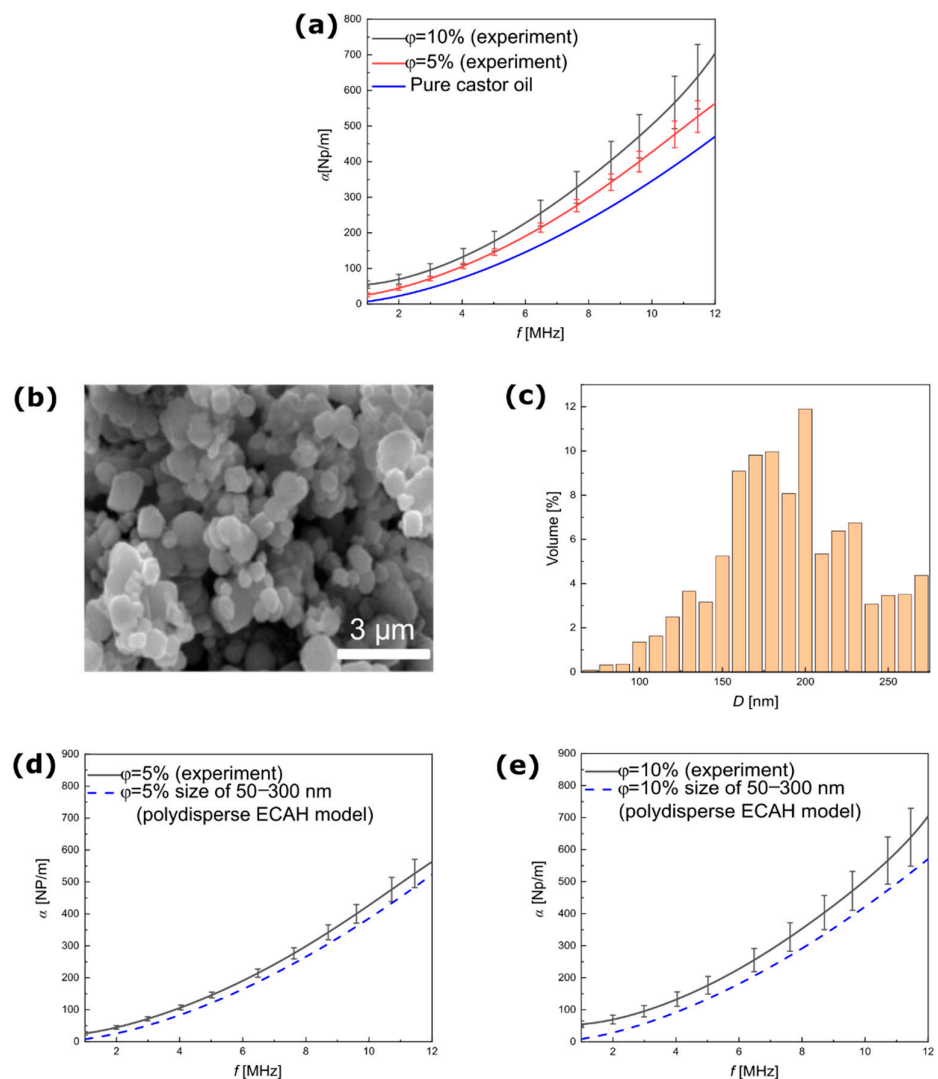 (a)
φ=10% (experiment)
φ=5% (experiment)
Pure castor oil
800
700
600
500
400
300
200
100
0
α[Np/m]
2 4 6 8 10 12
f [MHz]
(b)
3 μm
(c)
12
10
8
6
4
2
0
Volume [%]
100 150 200 250
D [nm]
(d)
φ=5% (experiment)
φ=5% size of 50–300 nm
(polydisperse ECAH model)
900
800
700
600
500
400
300
200
100
0
α [NP/m]
2 4 6 8 10 12
f [MHz]
(e)
φ=10% (experiment)
φ=10% size of 50–300 nm
(polydisperse ECAH model)
900
800
700
600
500
400
300
200
100
0
α [Np/m]
2 4 6 8 10 12
f [MHz]